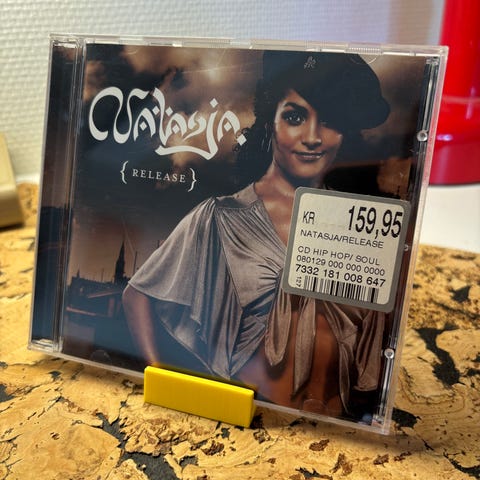 Natasja
{RELEASE}
KR 159,95
NATASJA/RELEASE
CD HIP HOP/ SOUL
080129 000 000 0000
7332 181 008 647